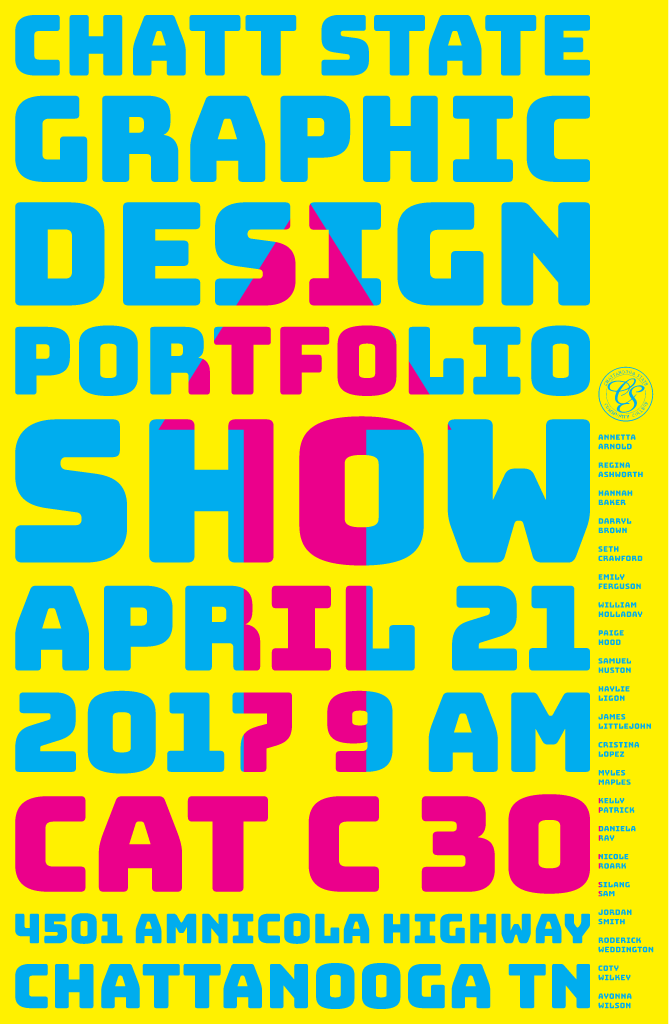 CHATT STATE
GRAPHIC
DESIGN
PORTFOLIO
SHOW
APRIL 21
2017 9 AM
CAT C 30
4501 AMNICOLA HIGHWAY
CHATTANOOGA TN
CS
ANNETTA
ARNOLD
REGINA
ASHWORTH
HANNAH
BAKER
DARRYL
BROWN
SETH
CRAWFORD
EMILY
FERGUSON
WILLIAM
HOLLADAY
PAIGE
HOOD
SAMUEL
HUSTON
HAYLIE
LIGON
JAMES
LITTLEJOHN
CRISTINA
LOPEZ
MYLES
MAPLES
KELLY
PATRICK
DANIELA
RAY
NICOLE
ROARK
SILANG
SAM
JORDAN
SMITH
RODERICK
WEDDINGTON
COTY
WILKEY
AYONNA
WILSON